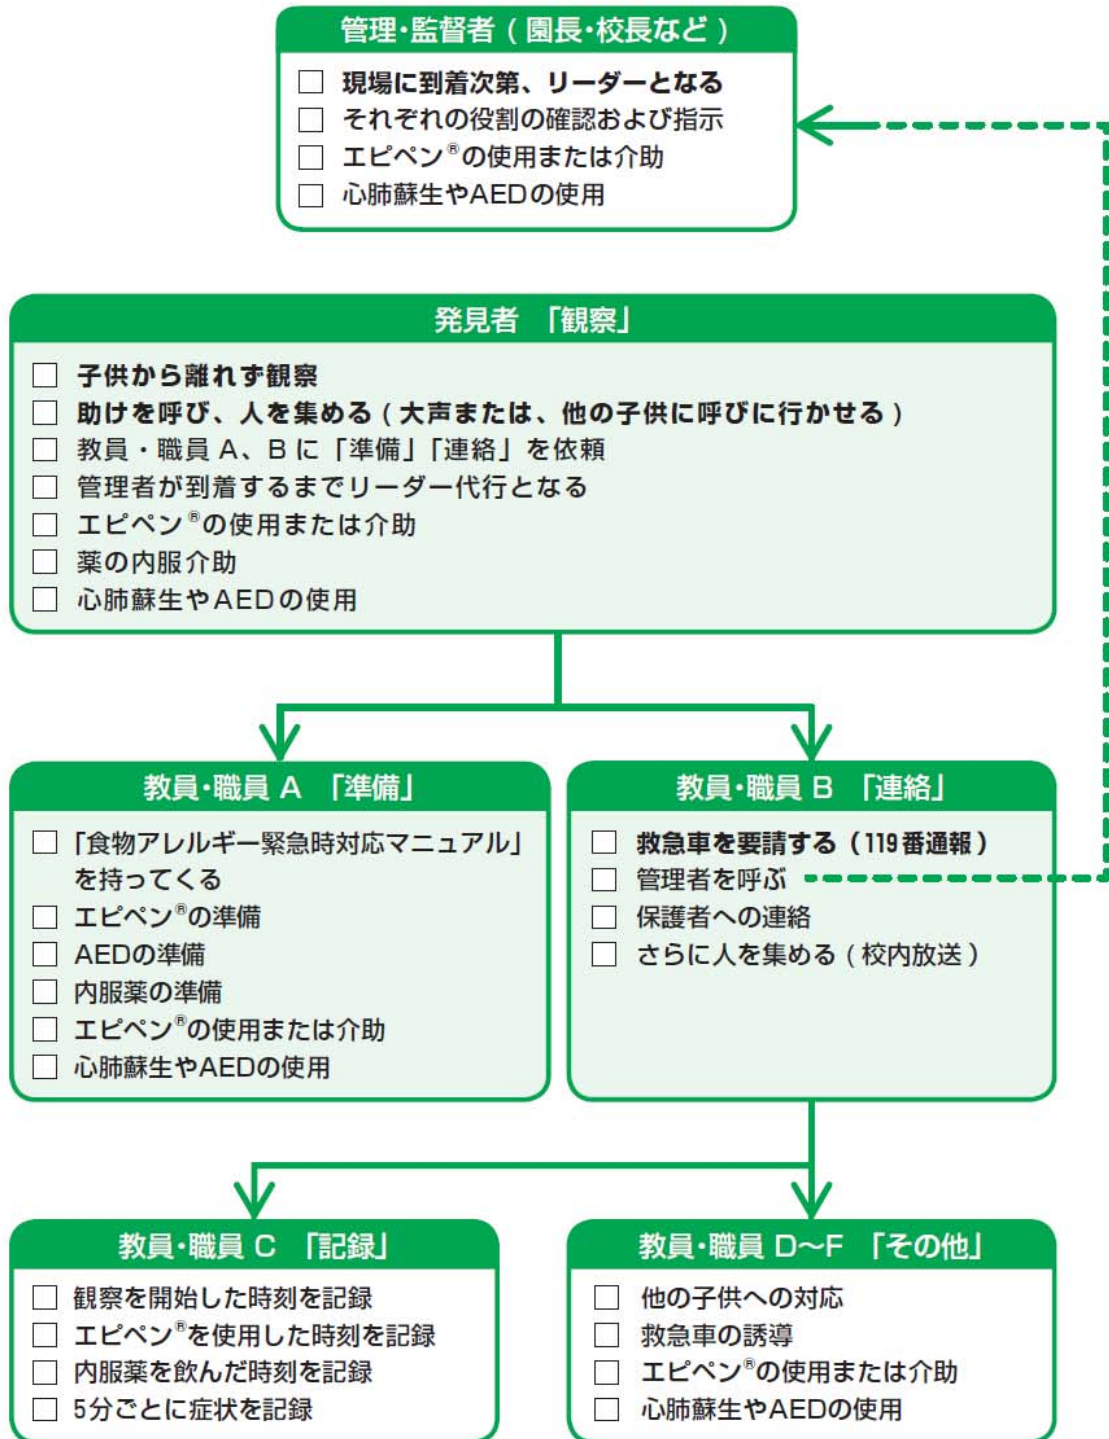 管理・監督者（園長・校長など）
□ 現場に到着次第、リーダーとなる
□ それぞれの役割の確認および指示
□ エピペン®の使用または介助
□ 心肺蘇生やAEDの使用
発見者 「観察」
□ 子供から離れず観察
□ 助けを呼び、人を集める（大声または、他の子供に呼びに行かせる）
□ 教員・職員 A、B に「準備」「連絡」を依頼
□ 管理者が到着するまでリーダー代行となる
□ エピペン®の使用または介助
□ 薬の内服介助
□ 心肺蘇生やAEDの使用
教員・職員 A 「準備」
□ 「食物アレルギー緊急時対応マニュアル」
を持ってくる
□ エピペン®の準備
□ AEDの準備
□ 内服薬の準備
□ エピペン®の使用または介助
□ 心肺蘇生やAEDの使用
教員・職員 B 「連絡」
□ 救急車を要請する（119番通報）
□ 管理者を呼ぶ
□ 保護者への連絡
□ さらに人を集める（校内放送）
教員・職員 C 「記録」
□ 観察を開始した時刻を記録
□ エピペン®を使用した時刻を記録
□ 内服薬を飲んだ時刻を記録
□ 5分ごとに症状を記録
教員・職員 D〜F 「その他」
□ 他の子供への対応
□ 救急車の誘導
□ エピペン®の使用または介助
□ 心肺蘇生やAEDの使用